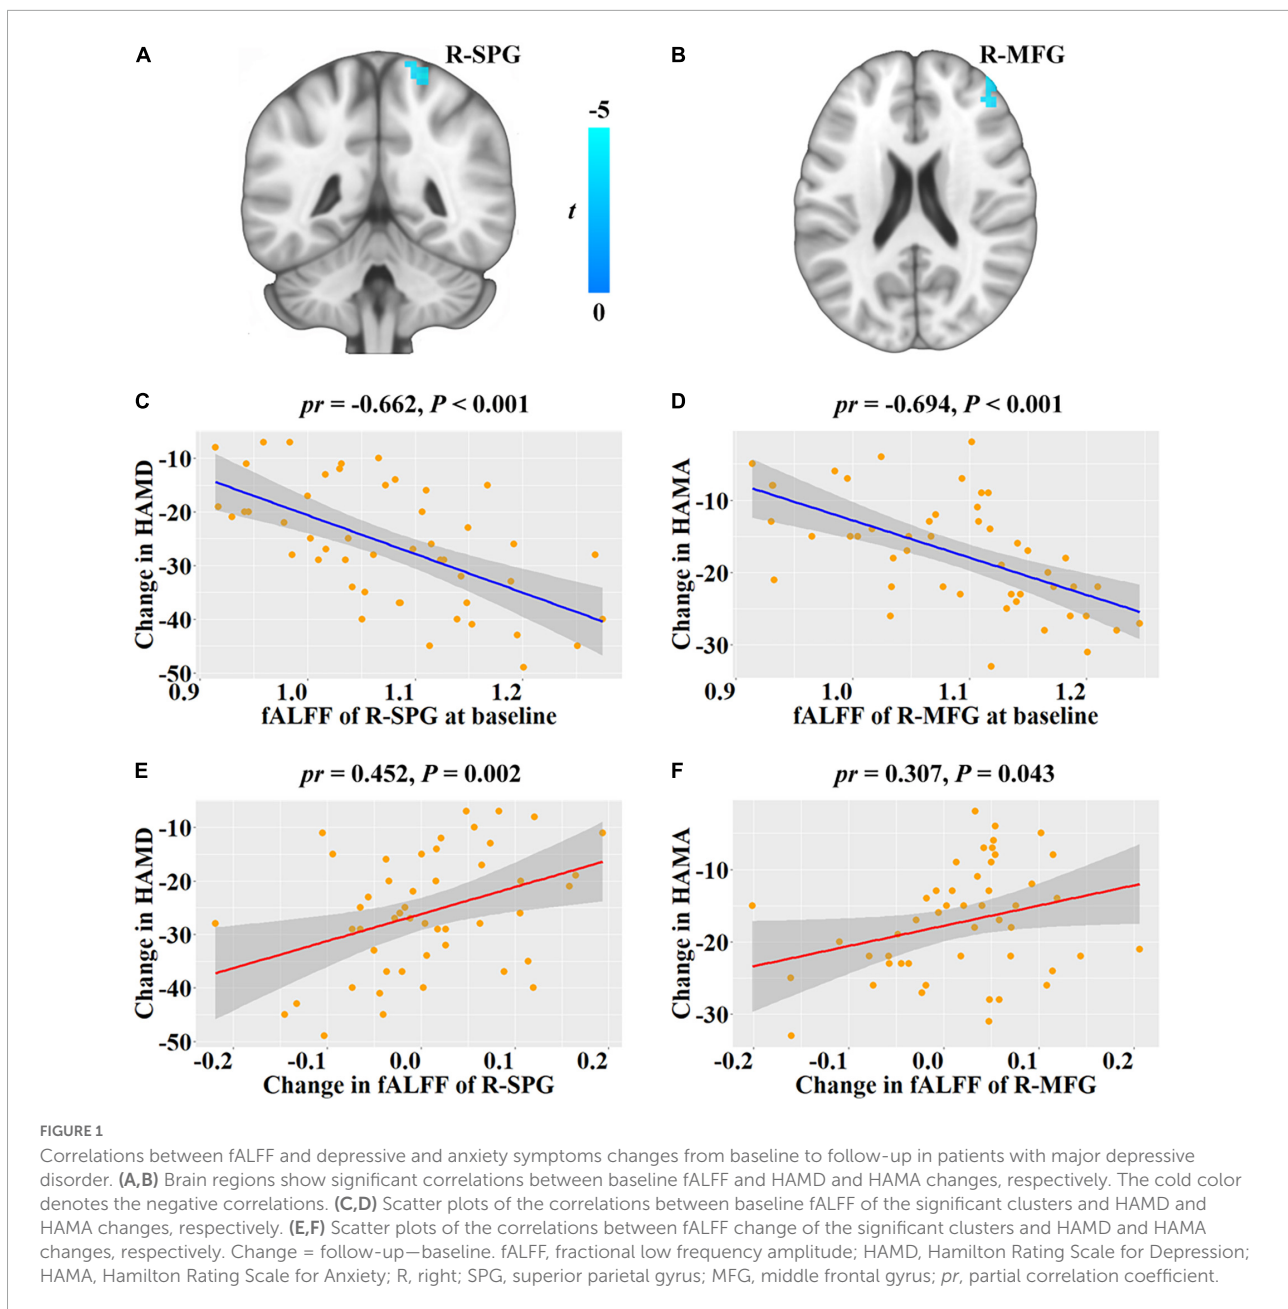 A
R-SPG
-5
t
0
B
R-MFG
C
pr = -0.662, P < 0.001
Change in HAMD
-10
-20
-30
-40
-50
0.9
1.0
1.1
1.2
fALFF of R-SPG at baseline
D
pr = -0.694, P < 0.001
Change in HAMA
-10
-20
-30
0.9
1.0
1.1
1.2
fALFF of R-MFG at baseline
E
pr = 0.452, P = 0.002
Change in HAMD
-10
-20
-30
-40
-50
-0.2
-0.1
0.0
0.1
0.2
Change in fALFF of R-SPG
F
pr = 0.307, P = 0.043
Change in HAMA
-10
-20
-30
-0.2
-0.1
0.0
0.1
0.2
Change in fALFF of R-MFG
FIGURE 1
Correlations between fALFF and depressive and anxiety symptoms changes from baseline to follow-up in patients with major depressive
disorder. (A,B) Brain regions show significant correlations between baseline fALFF and HAMD and HAMA changes, respectively. The cold color
denotes the negative correlations. (C,D) Scatter plots of the correlations between baseline fALFF of the significant clusters and HAMD and
HAMA changes, respectively. (E,F) Scatter plots of the correlations between fALFF change of the significant clusters and HAMD and HAMA
changes, respectively. Change = follow-up—baseline. fALFF, fractional low frequency amplitude; HAMD, Hamilton Rating Scale for Depression;
HAMA, Hamilton Rating Scale for Anxiety; R, right; SPG, superior parietal gyrus; MFG, middle frontal gyrus; pr, partial correlation coefficient.